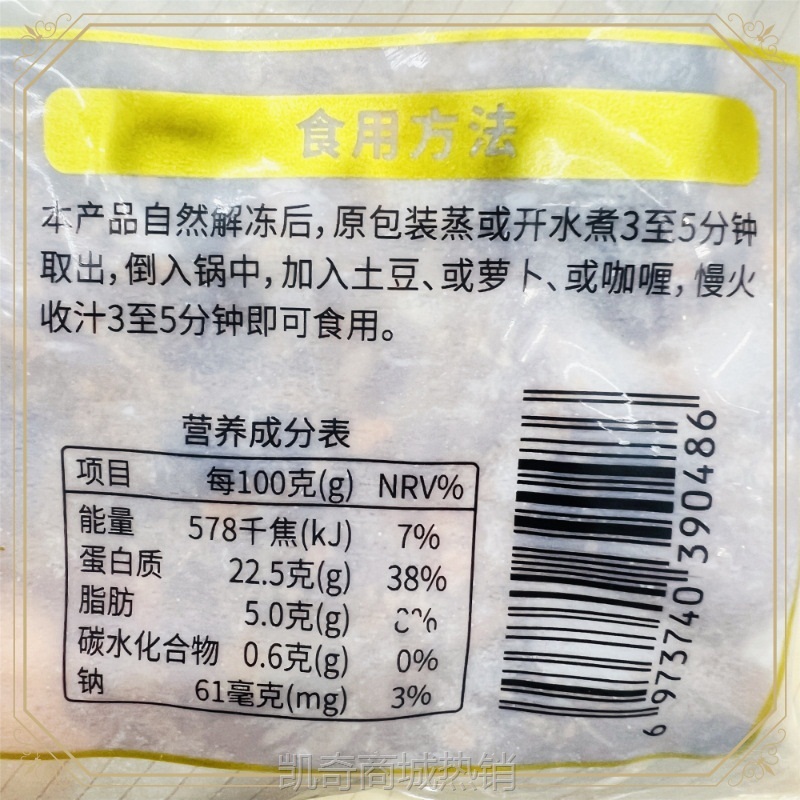 食用方法
本产品自然解冻后，原包装蒸或开水煮3至5分钟
取出，倒入锅中，加入土豆、或萝卜、或咖喱，慢火
收汁3至5分钟即可食用。
营养成分表
项目 每100克(g) NRV%
能量 578千焦(kJ) 7%
蛋白质 22.5克(g) 38%
脂肪 5.0克(g)
碳水化合物 0.6克(g) 0%
钠 61毫克(mg) 3%
6 973740 390486
凯奇商城热销